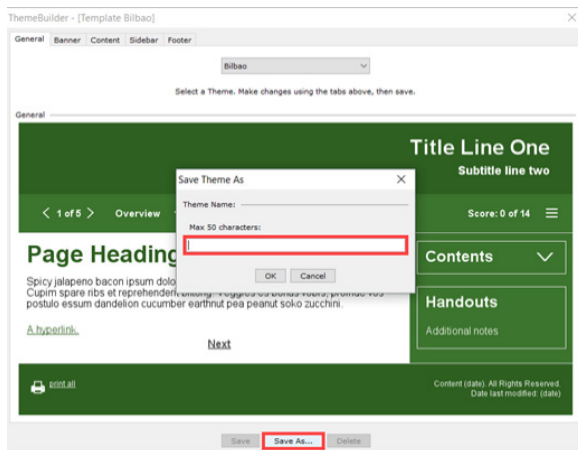 ThemeBuilder - [Template Bilbao]
General Banner Content Sidebar Footer
Bilbao
Select a Theme. Make changes using the tabs above, then save.
General
Title Line One
Subtitle line two
1 of 5 Overview
Score: 0 of 14
Save Theme As
Theme Name:
Max 50 characters:
OK Cancel
Page Heading
Spicy jalapeno bacon ipsum dolo
Cupim spare ribs et reprehenderit
postulo essum dandelion cucumber earthnut pea peanut soko zucchini.
A hyperlink.
Next
Contents
Handouts
Additional notes
print all
Content (date). All Rights Reserved.
Date last modified: (date)
Save Save As... Delete